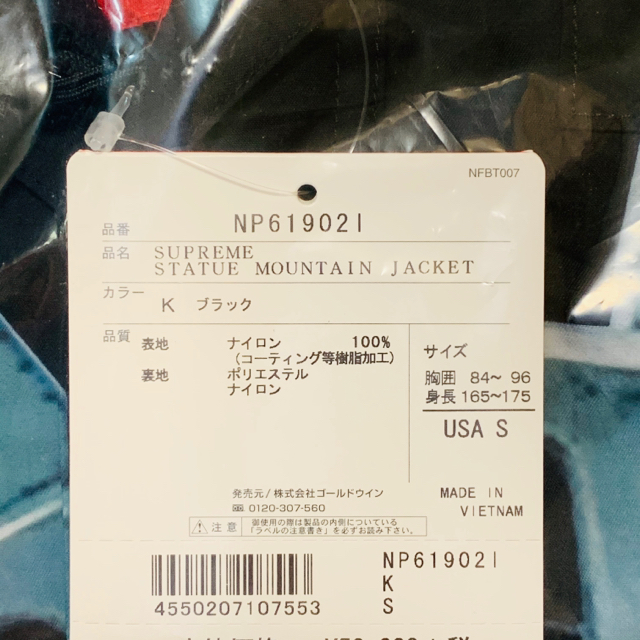 NFBT007
品番 NP61902I
品名 SUPREME
STATUE MOUNTAIN JACKET
カラー K ブラック
品質 表地 ナイロン 100%
(コーティング等樹脂加工)
裏地 ポリエステル
ナイロン
サイズ
胸囲 84～ 96
身長 165～175
USA S
発売元/株式会社ゴールドウイン
0120-307-560
注意 御使用の際は製品の内側についている
「ラベルの注意書き」を必ずお読み下さい。
MADE IN
VIETNAM
4550207107553
NP61902I
K
S